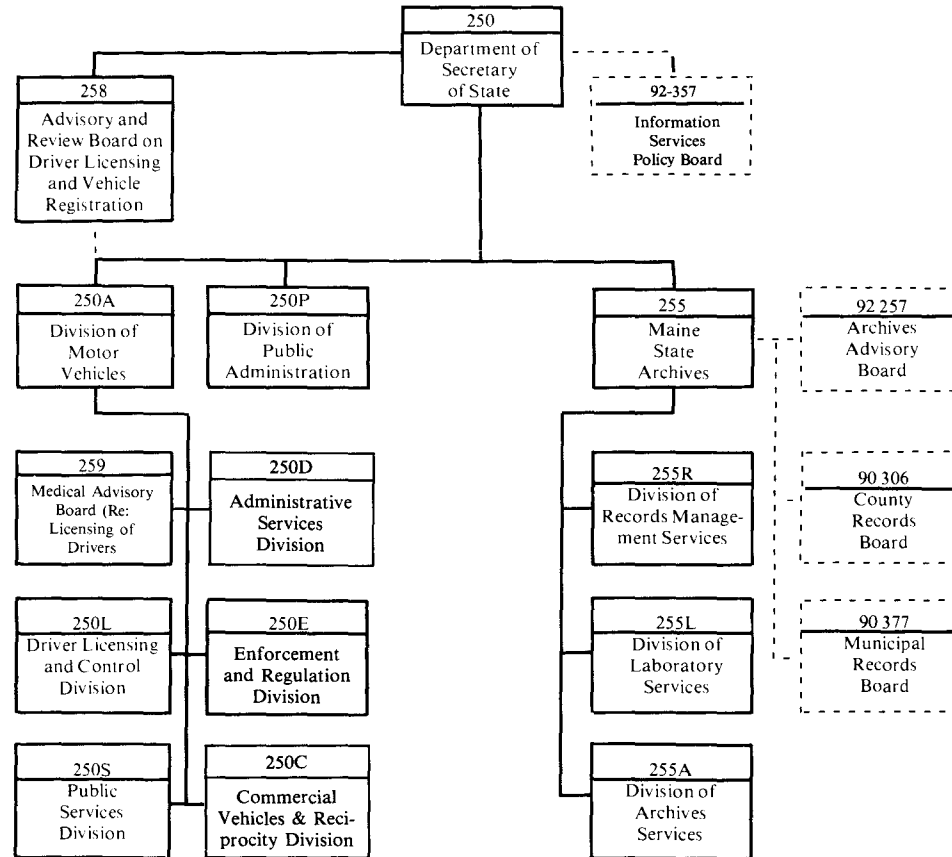 250
Department of
Secretary
of State
258
Advisory and
Review Board on
Driver Licensing
and Vehicle
Registration
92-357
Information
Services
Policy Board
250A
Division of
Motor
Vehicles
250P
Division of
Public
Administration
255
Maine
State
Archives
92 257
Archives
Advisory
Board
259
Medical Advisory
Board (Re:
Licensing of
Drivers
250D
Administrative
Services
Division
255R
Division of
Records Manage-
ment Services
90 306
County
Records
Board
250L
Driver Licensing
and Control
Division
250E
Enforcement
and Regulation
Division
255L
Division of
Laboratory
Services
90 377
Municipal
Records
Board
250S
Public
Services
Division
250C
Commercial
Vehicles & Reci-
procity Division
255A
Division of
Archives
Services